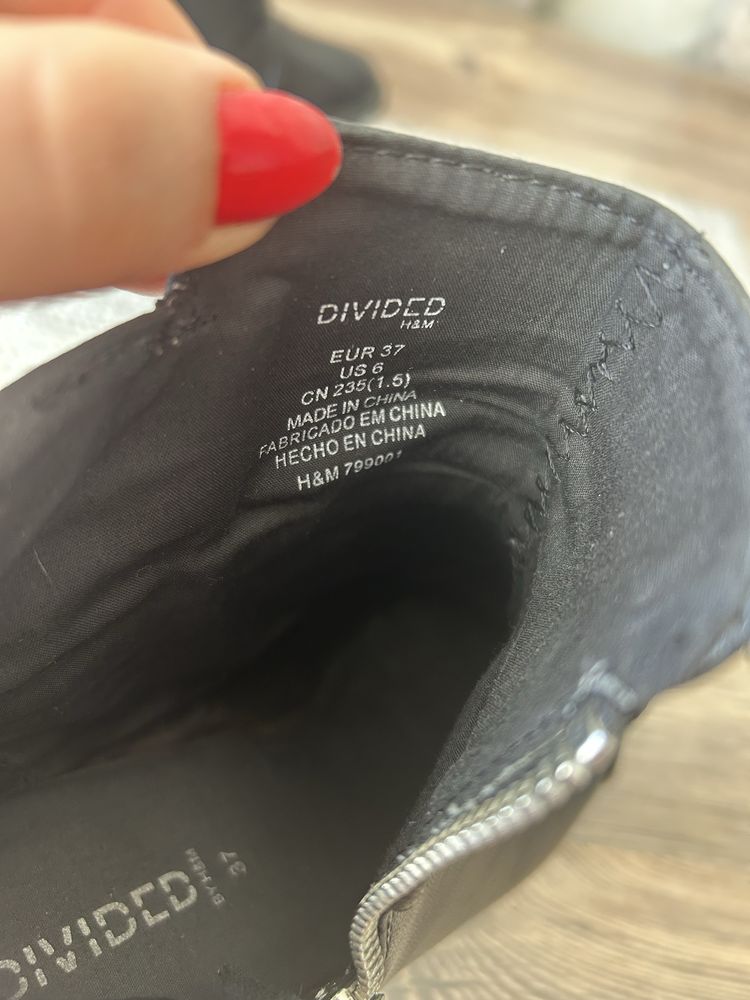 DIVIDED
H&M
EUR 37
US 6
CN 235(1.5)
MADE IN CHINA
FABRICADO EM CHINA
HECHO EN CHINA
H&M 799001
DIVIDED
37